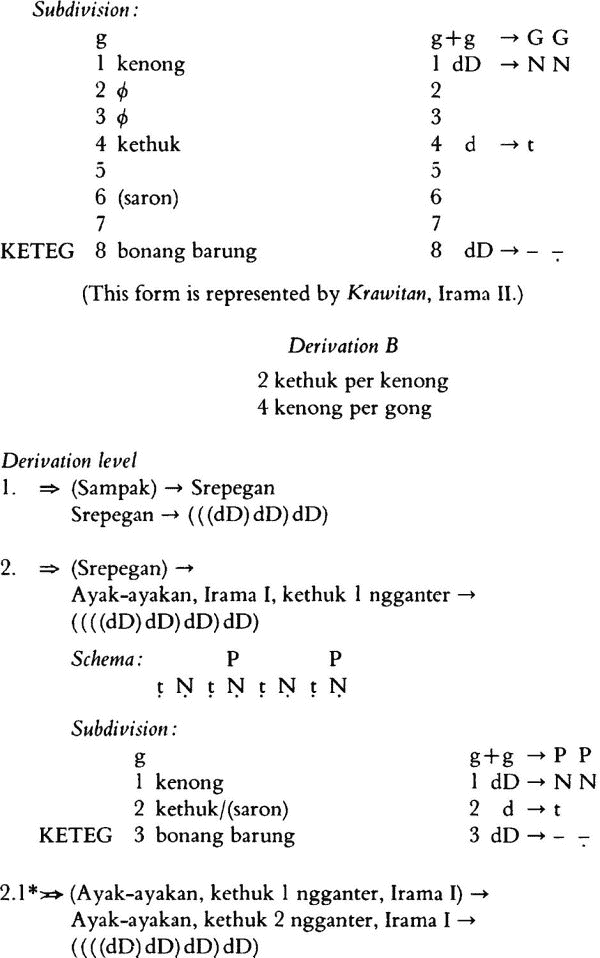 Subdivision:
g g+g → G G
1 kenong 1 dD → N N
2 ϕ 2
3 ϕ 3
4 kethuk 4 d → t
5 5
6 (saron) 6
7 7
KETEG 8 bonang barung 8 dD → – –̣
(This form is represented by Krawitan, Irama II.)
Derivation B
2 kethuk per kenong
4 kenong per gong
Derivation level
1. ⇒ (Sampak) → Srepegan
Srepegan → (((dD) dD) dD)
2. ⇒ (Srepegan) →
Ayak-ayakan, Irama I, kethuk 1 ngganter →
((((dD) dD) dD) dD)
Schema: P P
ṭ Ṇ ṭ Ṇ ṭ Ṇ ṭ Ṇ
Subdivision:
g g+g → P P
1 kenong 1 dD → N N
2 kethuk/(saron) 2 d → t
KETEG 3 bonang barung 3 dD → – –̣
2.1*⇒ (Ayak-ayakan, kethuk 1 ngganter, Irama I) →
Ayak-ayakan, kethuk 2 ngganter, Irama I →
((((dD) dD) dD) dD)